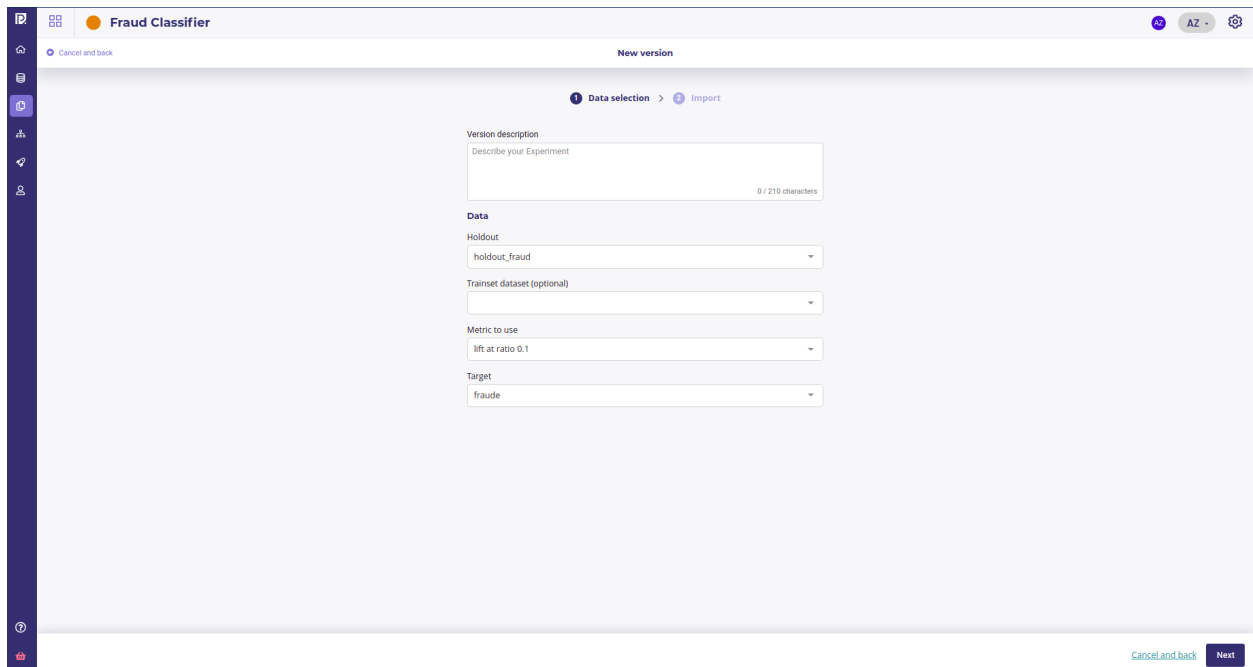 Fraud Classifier
AZ
AZ
Cancel and back
New version
1 Data selection > 2 Import
Version description
Describe your Experiment
0 / 210 characters
Data
Holdout
holdout_fraud
Trainset dataset (optional)
Metric to use
lift at ratio 0.1
Target
fraude
Cancel and back
Next